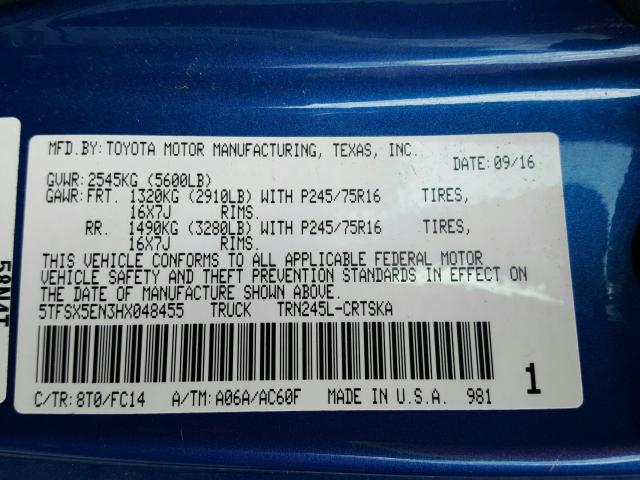 MFD.BY:TOYOTA MOTOR MANUFACTURING, TEXAS, INC.
DATE:09/16
GVWR:2545KG (5600LB)
GAWR:FRT. 1320KG (2910LB) WITH P245/75R16 TIRES,
16X7J RIMS.
RR. 1490KG (3280LB) WITH P245/75R16 TIRES,
16X7J RIMS.
THIS VEHICLE CONFORMS TO ALL APPLICABLE FEDERAL MOTOR
VEHICLE SAFETY AND THEFT PREVENTION STANDARDS IN EFFECT ON
THE DATE OF MANUFACTURE SHOWN ABOVE.
5TFSX5EN3HX048455 TRUCK TRN245L-CRTSKA
1
C/TR:8T0/FC14 A/TM:A06A/AC60F MADE IN U.S.A. 981
58N4T